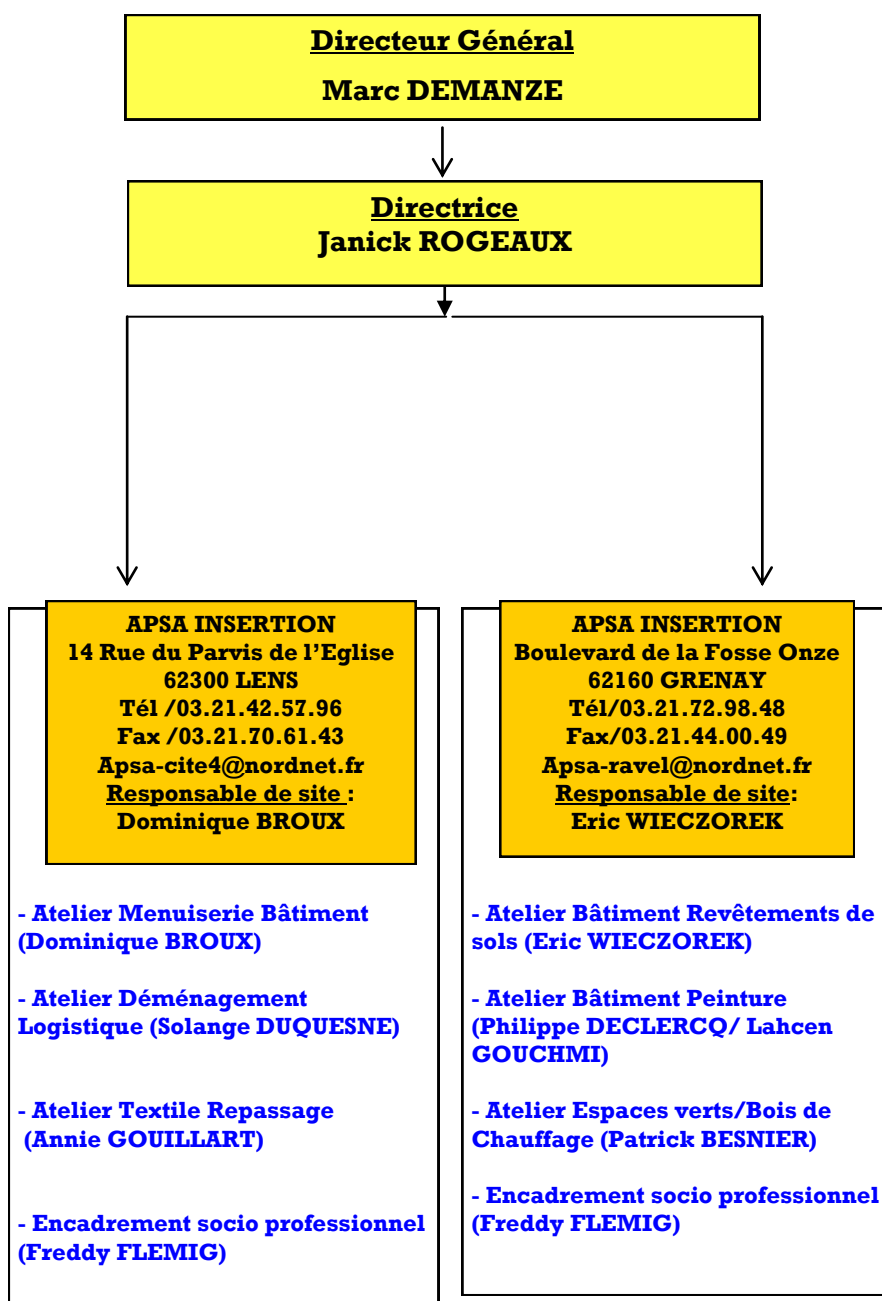 Directeur Général
Marc DEMANZE
Directrice
Janick ROGEAUX
APSA INSERTION
14 Rue du Parvis de l’Eglise
62300 LENS
Tél /03.21.42.57.96
Fax /03.21.70.61.43
Apsa-cite4@nordnet.fr
Responsable de site :
Dominique BROUX
- Atelier Menuiserie Bâtiment
(Dominique BROUX)
- Atelier Déménagement
Logistique (Solange DUQUESNE)
- Atelier Textile Repassage
(Annie GOUILLART)
- Encadrement socio professionnel
(Freddy FLEMIG)
APSA INSERTION
Boulevard de la Fosse Onze
62160 GRENAY
Tél/03.21.72.98.48
Fax/03.21.44.00.49
Apsa-ravel@nordnet.fr
Responsable de site:
Eric WIECZOREK
- Atelier Bâtiment Revêtements de
sols (Eric WIECZOREK)
- Atelier Bâtiment Peinture
(Philippe DECLERCQ/ Lahcen
GOUCHMI)
- Atelier Espaces verts/Bois de
Chauffage (Patrick BESNIER)
- Encadrement socio professionnel
(Freddy FLEMIG)